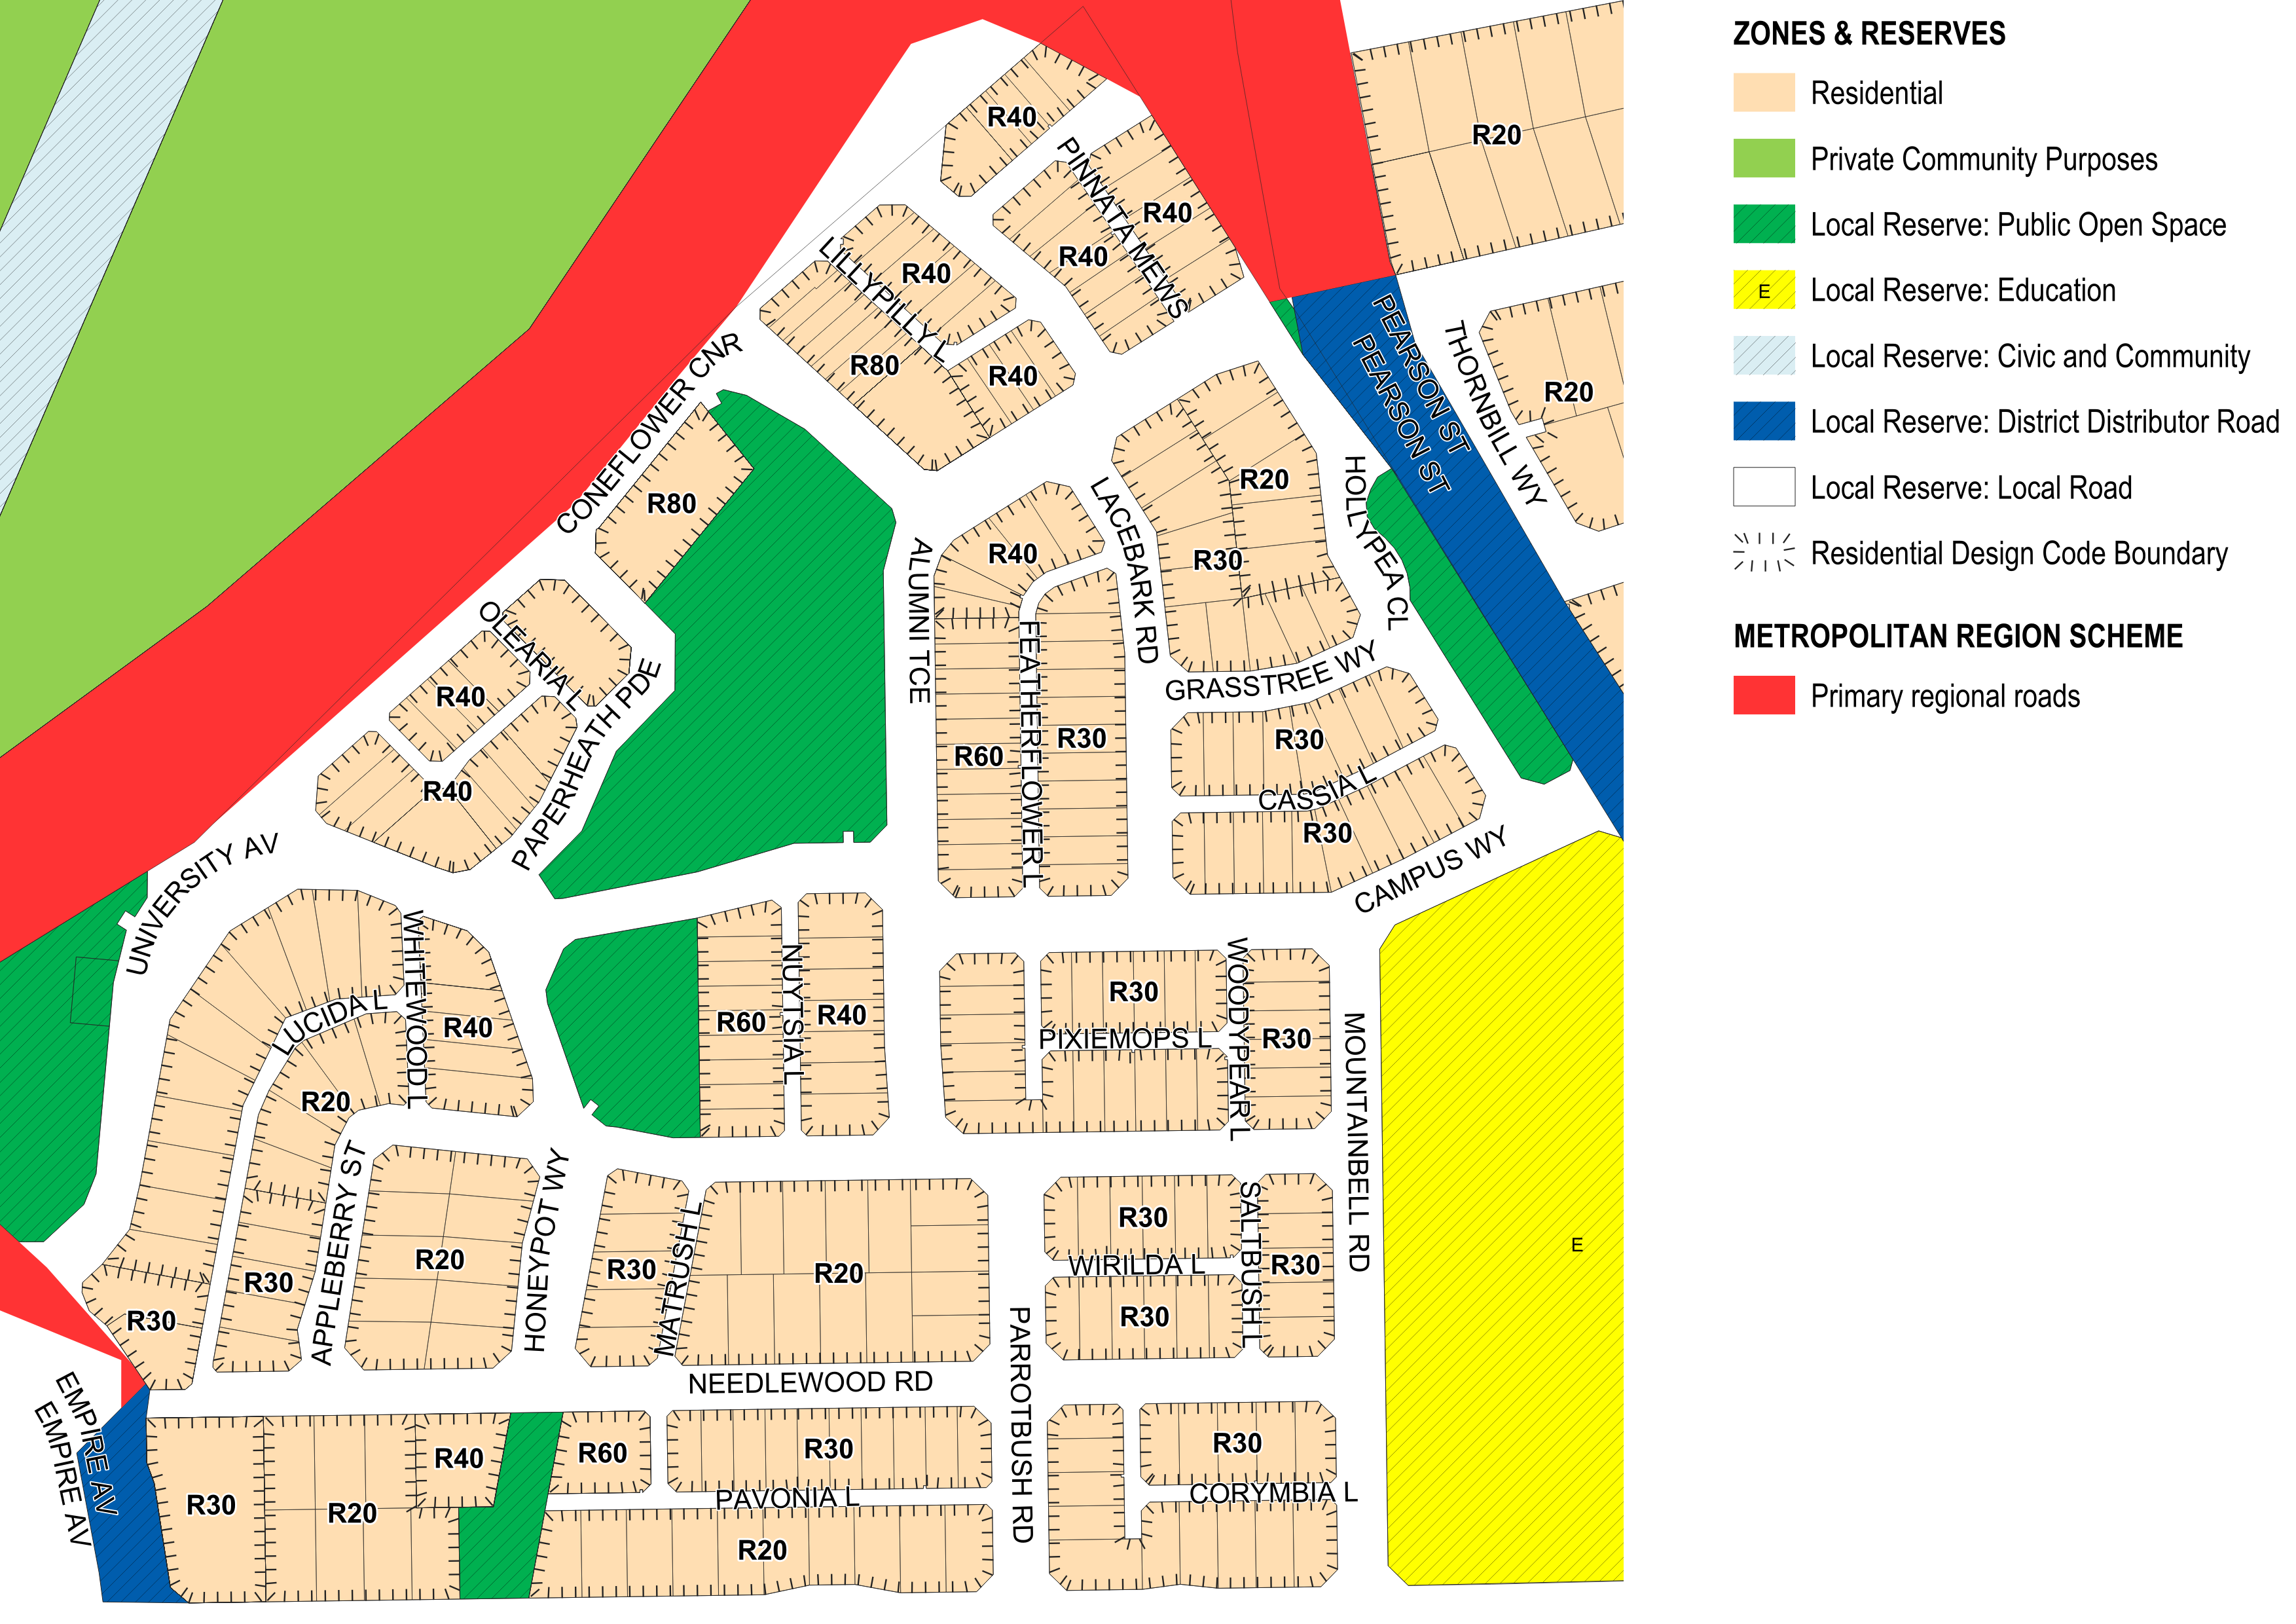 ZONES & RESERVES
Residential
Private Community Purposes
Local Reserve: Public Open Space
E
Local Reserve: Education
Local Reserve: Civic and Community
Local Reserve: District Distributor Road
Local Reserve: Local Road
Residential Design Code Boundary
METROPOLITAN REGION SCHEME
Primary regional roads
R40
R20
PINNATA MEWS
R40
R40
LILLYPILLY L
R40
R80
R40
PEARSON ST
PEARSON ST
THORNBILL WY
R20
CONEFLOWER CNR
R80
ALUMNI TCE
R40
LACEBARK RD
R20
R30
HOLLYPEA CL
OLEARIA L
R40
R40
PAPERHEATH PDE
FEATHERFLOWER L
R60
R30
GRASSTREE WY
R30
CASSIA L
R30
CAMPUS WY
UNIVERSITY AV
WHITEWOOD L
LUCIDA L
R40
R20
R60
NUYTSIA L
R40
R30
PIXIEMOPS L
WOODYPEAR L
R30
MOUNTAINBELL RD
E
APPLEBERRY ST
R30
R30
R20
HONEYPOT WY
R30
MATRUSH L
R20
R30
WIRILDA L
R30
SALTBUSH L
R30
NEEDLEWOOD RD
PARROTBUSH RD
EMPIRE AV
EMPIRE AV
R30
R20
R40
R60
R30
PAVONIA L
R20
R30
CORYMBIA L